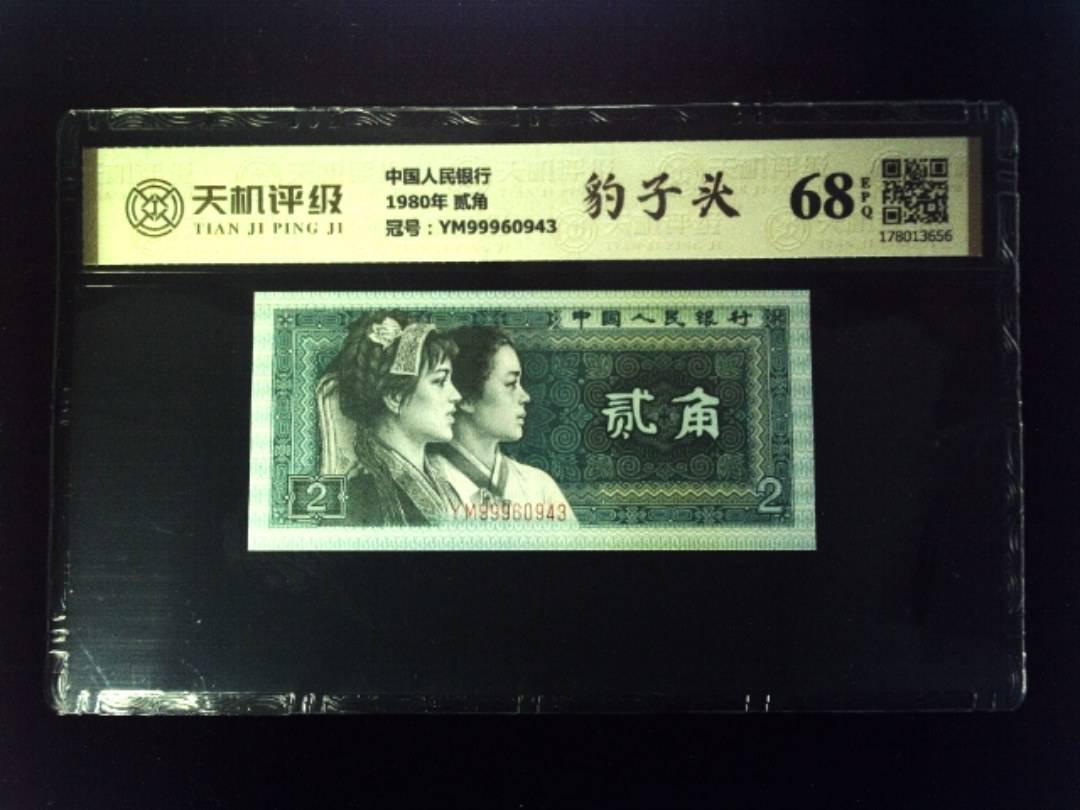 天机评级
TIAN JI PING JI
中国人民银行
1980年 贰角
冠号：YM99960943
豹子头
68
EPQ
178013656
中国人民银行
贰角
2
2
YM99960943